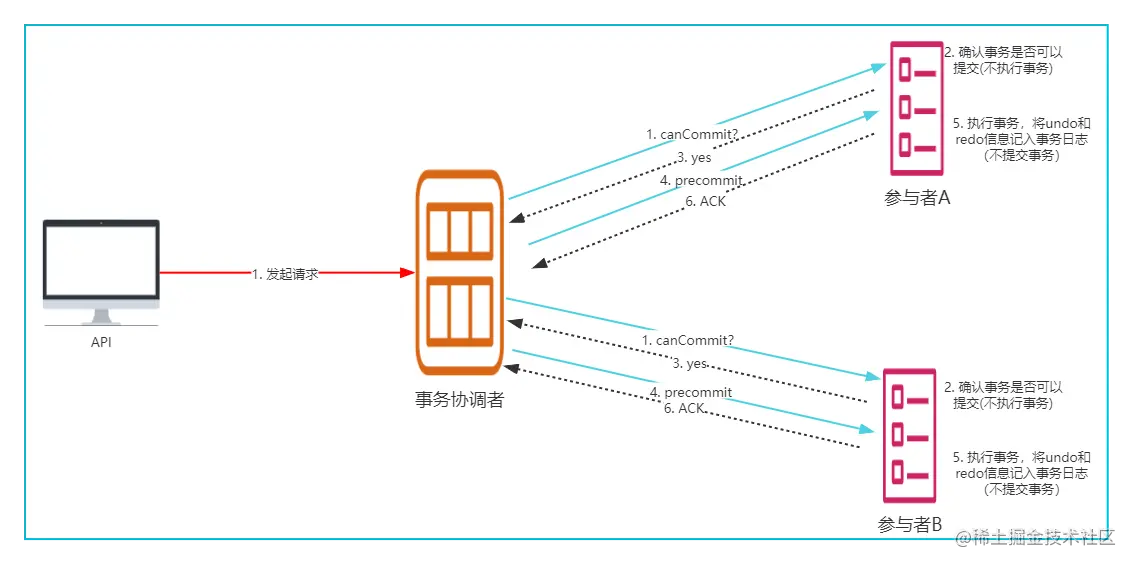 2. 确认事务是否可以
提交(不执行事务)
5. 执行事务，将undo和
redo信息记入事务日志
(不提交事务)
参与者A
1. canCommit?
3. yes
4. precommit
6. ACK
1. 发起请求
API
事务协调者
1. canCommit?
3. yes
4. precommit
6. ACK
2. 确认事务是否可以
提交(不执行事务)
5. 执行事务，将undo和
redo信息记入事务日志
(不提交事务)
参与者B
@稀土掘金技术社区